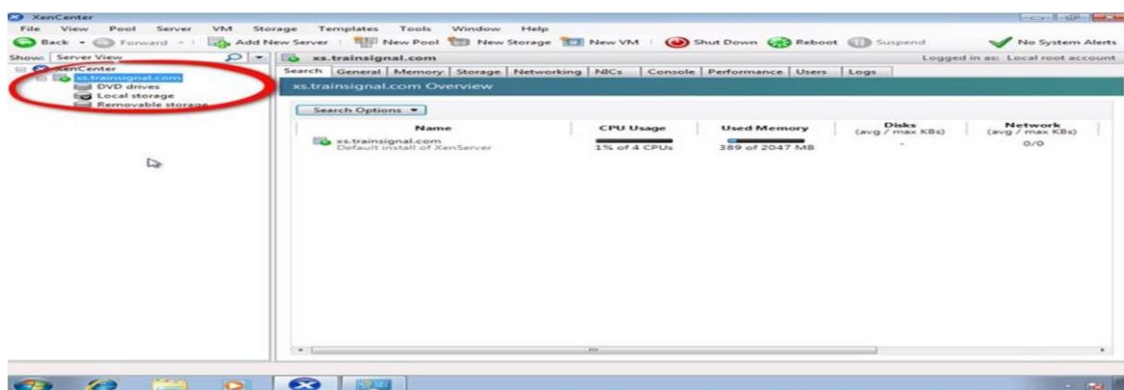 XenCenter
File View Pool Server VM Storage Templates Tools Window Help
Back Forward Add New Server New Pool New Storage New VM Shut Down Reboot Suspend No System Alerts
Show: Server View xs.trainsignal.com Logged in as: Local root account
XenCenter
xs.trainsignal.com
DVD drives
Local storage
Removable storage
Search General Memory Storage Networking NICs Console Performance Users Logs
xs.trainsignal.com Overview
Search Options
Name CPU Usage Used Memory Disks (avg / max KBs) Network (avg / max KBs)
xs.trainsignal.com 1% of 4 CPUs 389 of 2047 MB - 0/0
Default install of XenServer